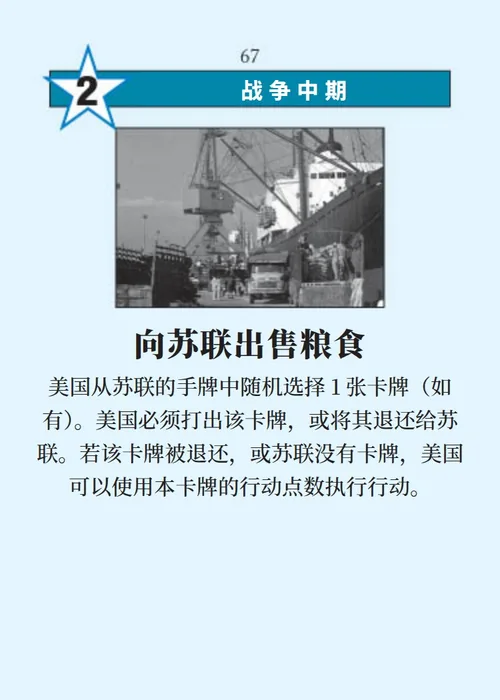 67
2
战争中期
向苏联出售粮食
美国从苏联的手牌中随机选择 1 张卡牌（如
有）。美国必须打出该卡牌，或将其退还给苏
联。若该卡牌被退还，或苏联没有卡牌，美国
可以使用本卡牌的行动点数执行行动。